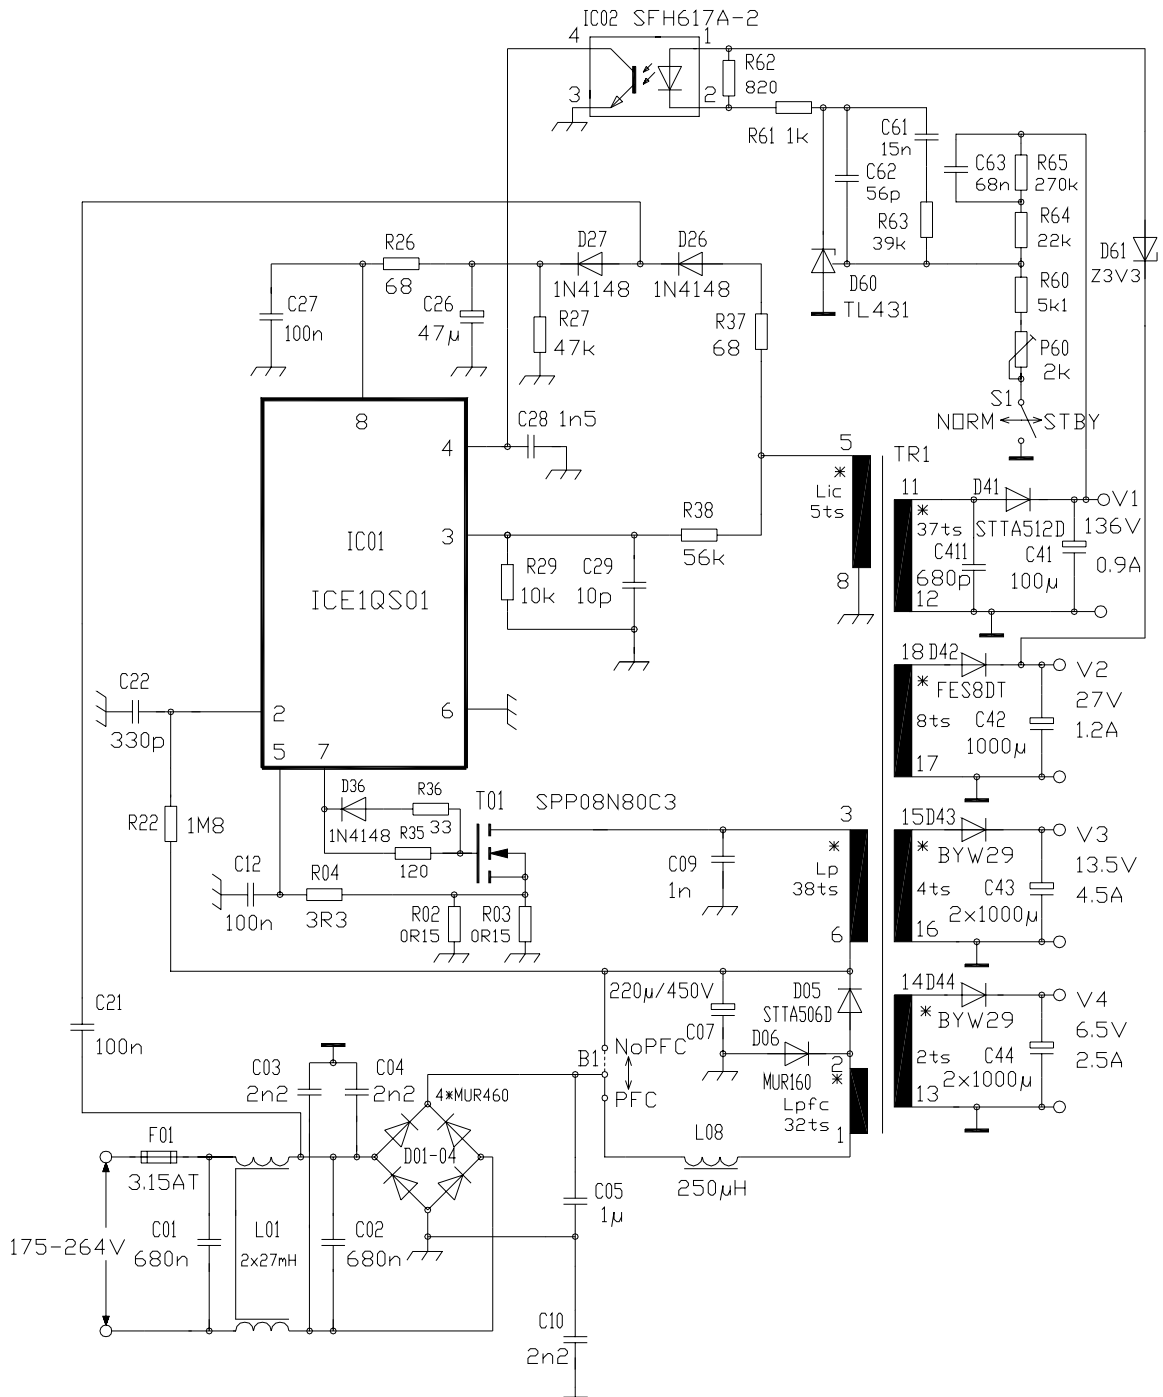 IC02 SFH617A-2
4
1
3
2
R62
820
R61 1k
C61
15n
C62
56p
R63
39k
C63
68n
R65
270k
R64
22k
D61
Z3V3
R60
5k1
P60
2k
D60
TL431
S1
NORM
STBY
R26
68
D27
1N4148
D26
1N4148
C27
100n
C26
47µ
R27
47k
R37
68
8
4
C28 1n5
3
IC01
ICE1QS01
R38
56k
R29
10k
C29
10p
2
6
5
7
5
*
Lic
5ts
8
TR1
11
*
37ts
12
D41
STTA512D
C411
680p
C41
100µ
V1
136V
0.9A
18
D42
*
FES8DT
8ts
17
C42
1000µ
V2
27V
1.2A
C22
330p
R22
1M8
D36
1N4148
R36
33
R35
120
T01
SPP08N80C3
C12
100n
R04
3R3
R02
0R15
R03
0R15
C09
1n
3
*
Lp
38ts
6
15
D43
*
BYW29
4ts
16
C43
2x1000µ
V3
13.5V
4.5A
14
D44
*
BYW29
2ts
13
C44
2x1000µ
V4
6.5V
2.5A
C21
100n
220µ/450V
C07
D05
STTA506D
D06
MUR160
B1
NoPFC
PFC
2
*
Lpfc
32ts
1
L08
250µH
C03
2n2
C04
2n2
4*MUR460
D01-04
F01
3.15AT
C01
680n
L01
2x27mH
C02
680n
C05
1µ
175-264V
C10
2n2